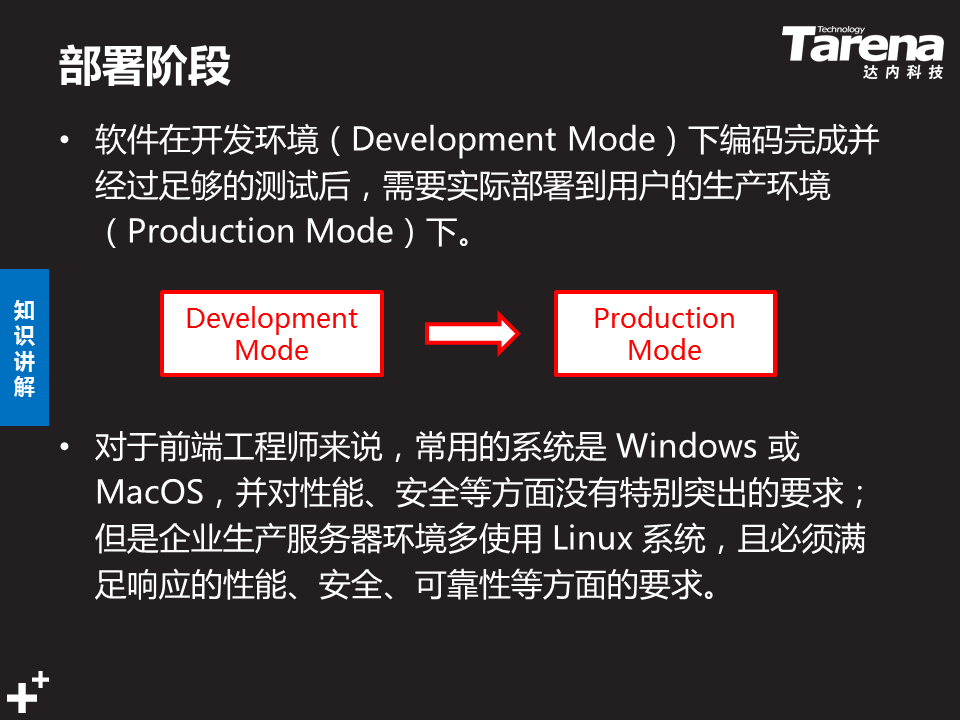 部署阶段
Technology
Tarena
达内科技
• 软件在开发环境（Development Mode）下编码完成并
经过足够的测试后，需要实际部署到用户的生产环境
（Production Mode）下。
知
识
讲
解
Development
Mode
Production
Mode
• 对于前端工程师来说，常用的系统是 Windows 或
MacOS，并对性能、安全等方面没有特别突出的要求；
但是企业生产服务器环境多使用 Linux 系统，且必须满
足响应的性能、安全、可靠性等方面的要求。